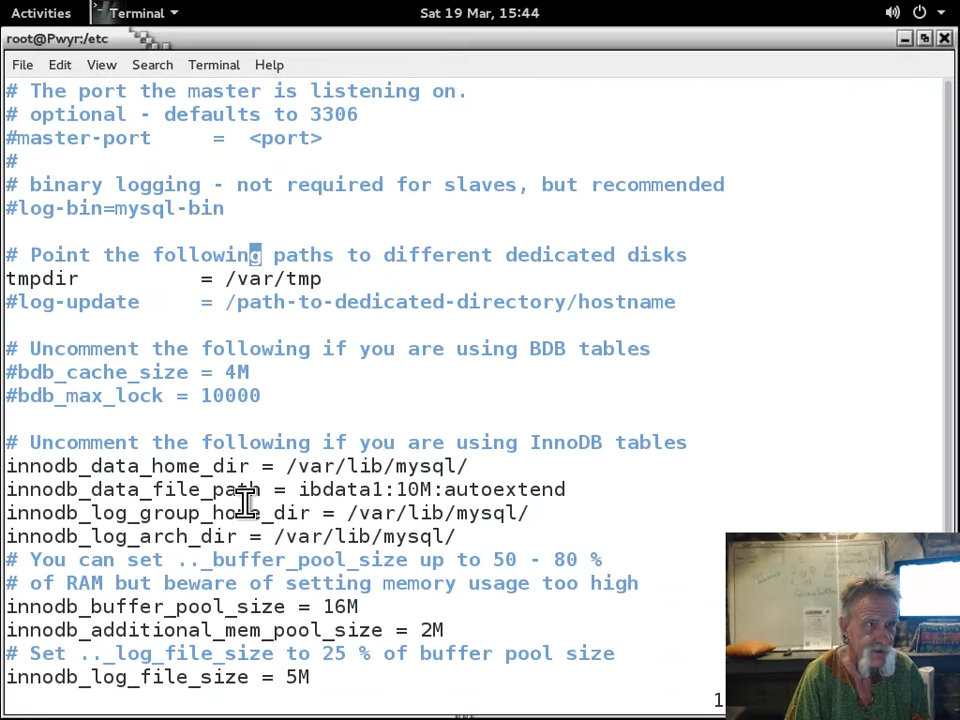 Activities Terminal Sat 19 Mar, 15:44
root@Pwyr:/etc
File Edit View Search Terminal Help
# The port the master is listening on.
# optional - defaults to 3306
#master-port     =  <port>
#
# binary logging - not required for slaves, but recommended
#log-bin=mysql-bin
# Point the following paths to different dedicated disks
tmpdir          = /var/tmp
#log-update     = /path-to-dedicated-directory/hostname
# Uncomment the following if you are using BDB tables
#bdb_cache_size = 4M
#bdb_max_lock = 10000
# Uncomment the following if you are using InnoDB tables
innodb_data_home_dir = /var/lib/mysql/
innodb_data_file_path = ibdata1:10M:autoextend
innodb_log_group_home_dir = /var/lib/mysql/
innodb_log_arch_dir = /var/lib/mysql/
# You can set .._buffer_pool_size up to 50 - 80 %
# of RAM but beware of setting memory usage too high
innodb_buffer_pool_size = 16M
innodb_additional_mem_pool_size = 2M
# Set .._log_file_size to 25 % of buffer pool size
innodb_log_file_size = 5M
1